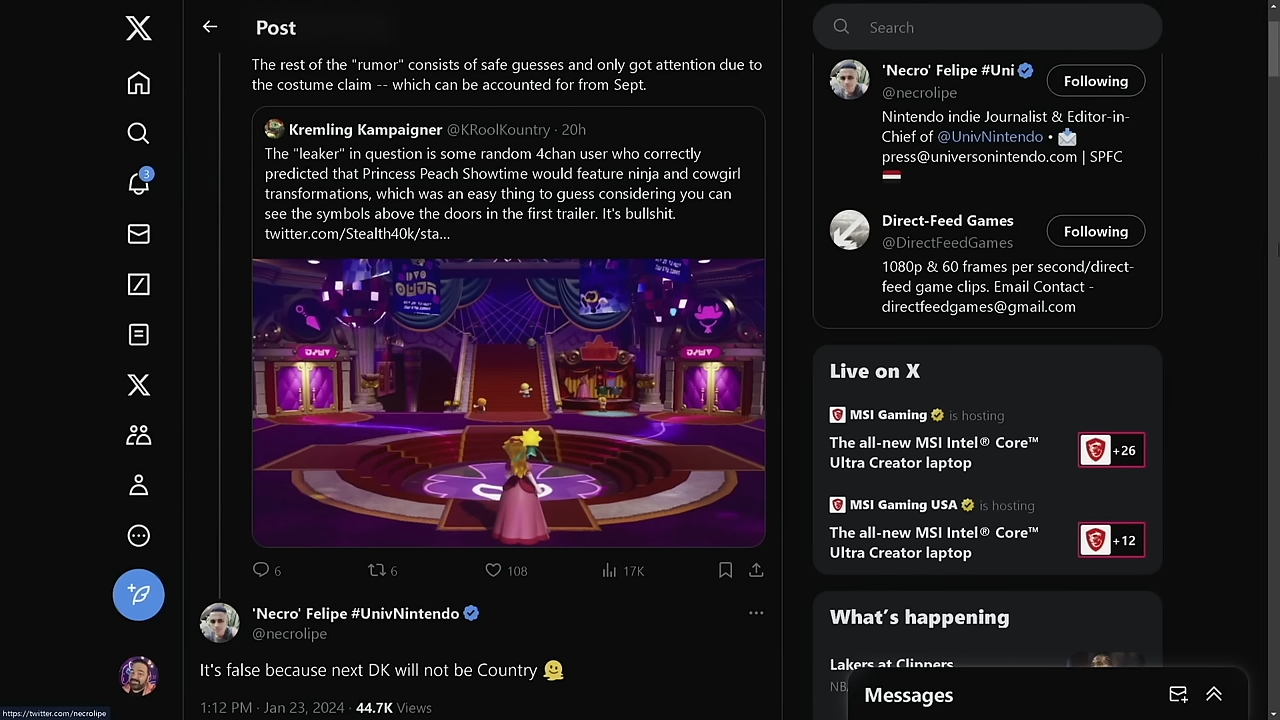 Post
The rest of the "rumor" consists of safe guesses and only got attention due to
the costume claim -- which can be accounted for from Sept.
Kremling Kampaigner @KRoolKountry · 20h
The "leaker" in question is some random 4chan user who correctly
predicted that Princess Peach Showtime would feature ninja and cowgirl
transformations, which was an easy thing to guess considering you can
see the symbols above the doors in the first trailer. It's bullshit.
twitter.com/Stealth40k/sta...
6
6
108
17K
'Necro' Felipe #UnivNintendo
@necrolipe
It's false because next DK will not be Country 🫠
1:12 PM · Jan 23, 2024 · 44.7K Views
3
https://twitter.com/necrolipe
Search
'Necro' Felipe #Uni
Following
@necrolipe
Nintendo indie Journalist & Editor-in-
Chief of @UnivNintendo • 📩
press@universonintendo.com | SPFC
Direct-Feed Games
Following
@DirectFeedGames
1080p & 60 frames per second/direct-
feed game clips. Email Contact -
directfeedgames@gmail.com
Live on X
MSI Gaming is hosting
The all-new MSI Intel® Core™
Ultra Creator laptop
+26
MSI Gaming USA is hosting
The all-new MSI Intel® Core™
Ultra Creator laptop
+12
What's happening
Lakers at Clippers
NB
Messages